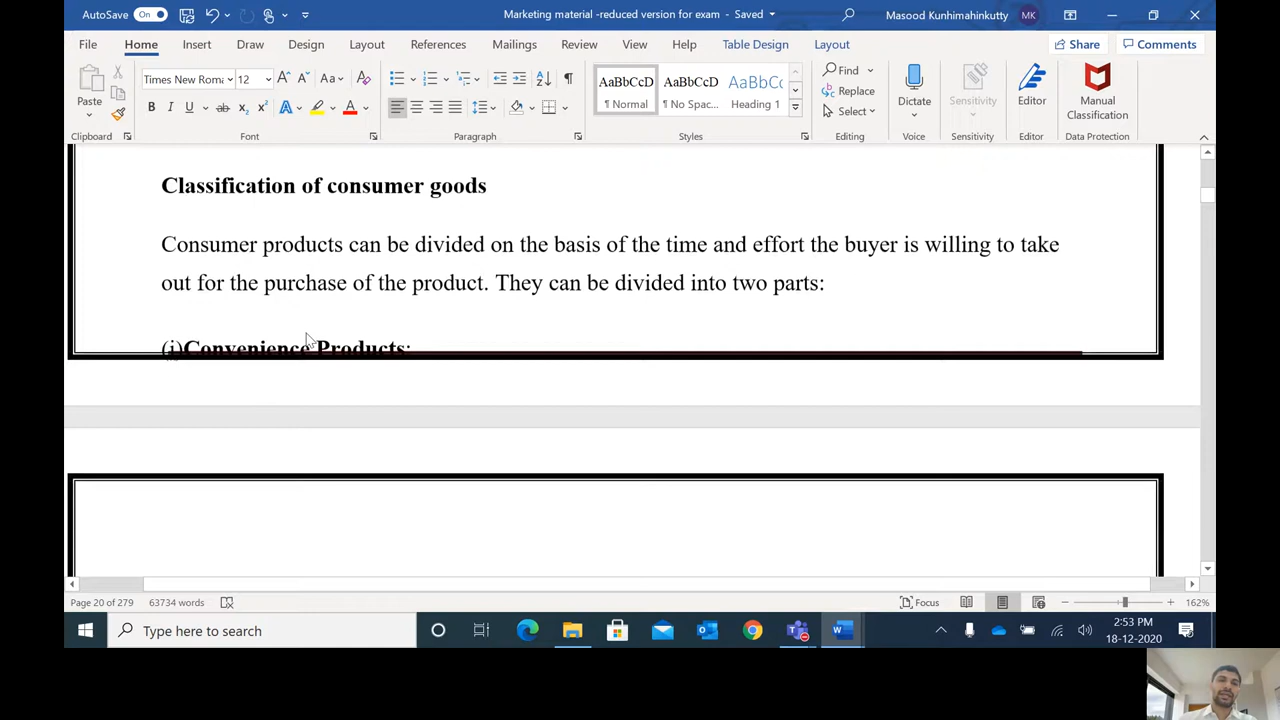 AutoSave On Marketing material -reduced version for exam - Saved Masood Kunhimahinkutty MK
File Home Insert Draw Design Layout References Mailings Review View Help Table Design Layout Share Comments
Paste Times New Roma 12 Aa AaBbCcD AaBbCcD AaBbCc Find Replace Select Dictate Sensitivity Editor Manual Classification
¶ Normal ¶ No Spac... Heading 1
Clipboard Font Paragraph Styles Editing Voice Sensitivity Editor Data Protection
Classification of consumer goods
Consumer products can be divided on the basis of the time and effort the buyer is willing to take
out for the purchase of the product. They can be divided into two parts:
(i)Convenience Products:
Page 20 of 279 63734 words Focus 162%
Type here to search 2:53 PM
18-12-2020